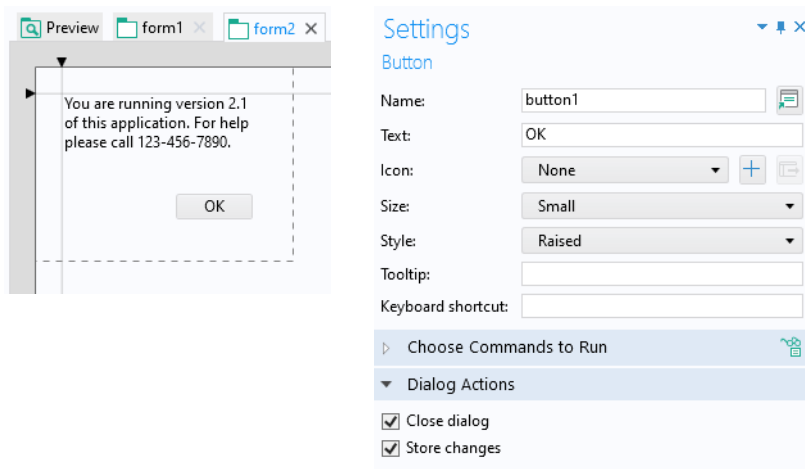 Preview form1 form2
You are running version 2.1
of this application. For help
please call 123-456-7890.
OK
Settings
Button
Name: button1
Text: OK
Icon: None
Size: Small
Style: Raised
Tooltip:
Keyboard shortcut:
Choose Commands to Run
Dialog Actions
Close dialog
Store changes